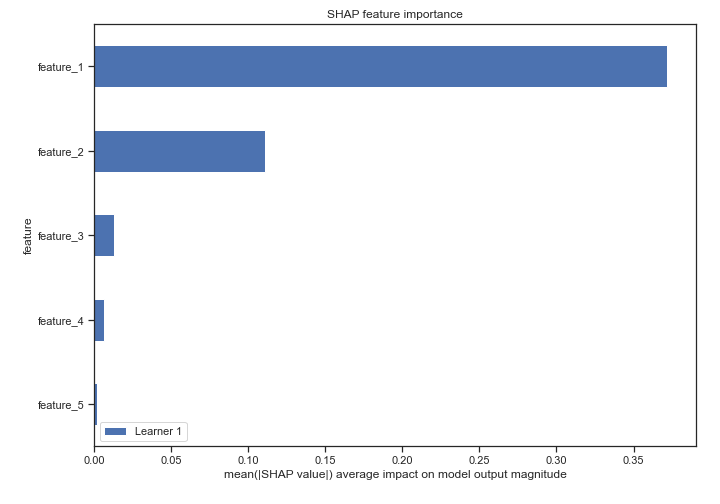 SHAP feature importance
feature_1
feature_2
feature_3
feature_4
feature_5
feature
Learner 1
0.00 0.05 0.10 0.15 0.20 0.25 0.30 0.35
mean(|SHAP value|) average impact on model output magnitude